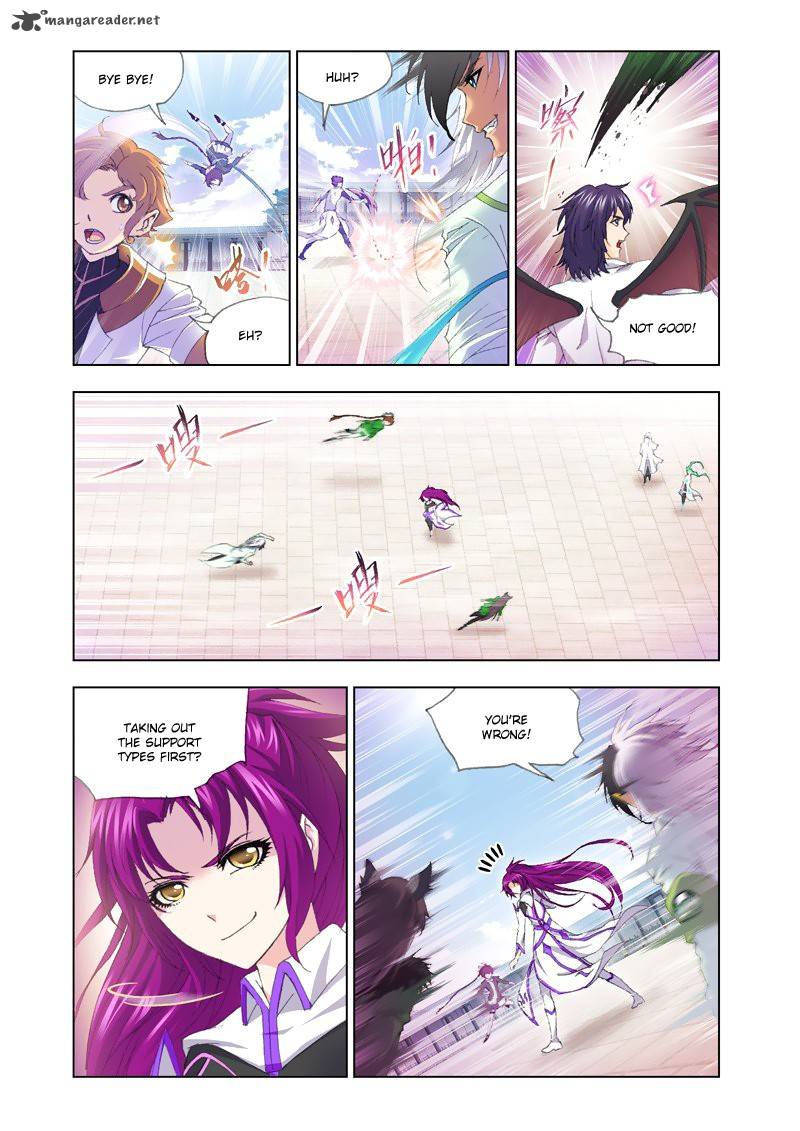 mangareader.net
BYE BYE!
EH?
嗒!
HUH?
啪!
嚓
NOT GOOD!
嗖
嗖
TAKING OUT
THE SUPPORT
TYPES FIRST?
YOU'RE
WRONG!